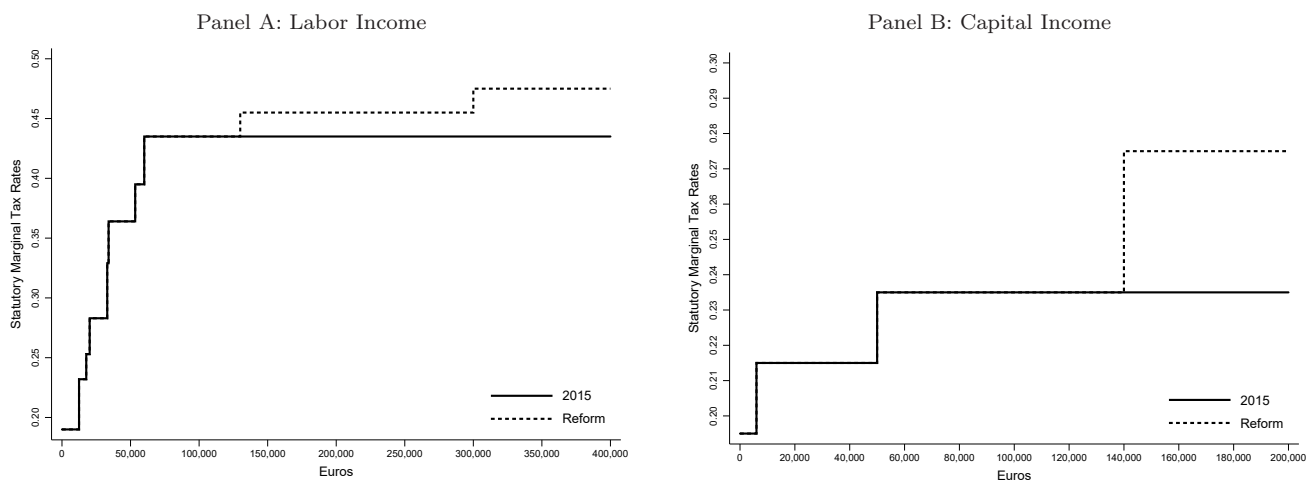 Panel A: Labor Income
Statutory Marginal Tax Rates
0.50
0.45
0.40
0.35
0.30
0.25
0.20
2015
Reform
0 50,000 100,000 150,000 200,000 250,000 300,000 350,000 400,000
Euros
Panel B: Capital Income
Statutory Marginal Tax Rates
0.30
0.29
0.28
0.27
0.26
0.25
0.24
0.23
0.22
0.21
0.20
2015
Reform
0 20,000 40,000 60,000 80,000 100,000 120,000 140,000 160,000 180,000 200,000
Euros